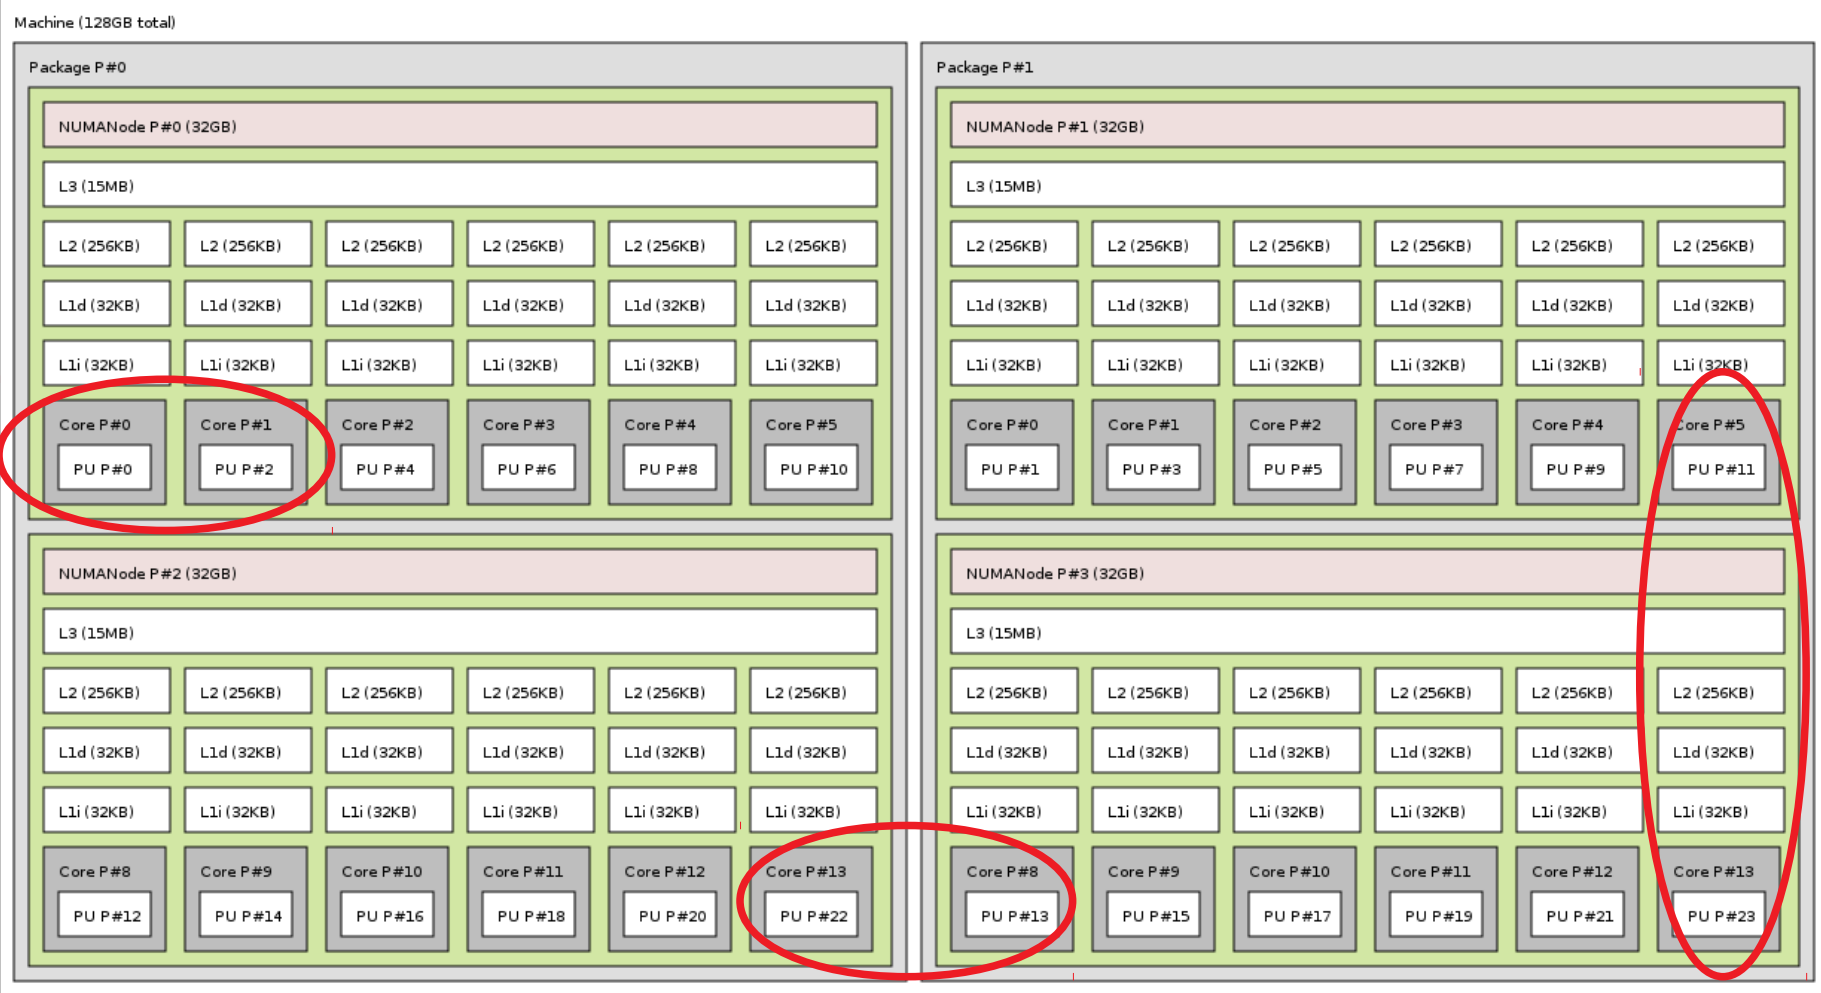 Machine (128GB total)
Package P#0
NUMANode P#0 (32GB)
L3 (15MB)
L2 (256KB) L2 (256KB) L2 (256KB) L2 (256KB) L2 (256KB) L2 (256KB)
L1d (32KB) L1d (32KB) L1d (32KB) L1d (32KB) L1d (32KB) L1d (32KB)
L1i (32KB) L1i (32KB) L1i (32KB) L1i (32KB) L1i (32KB) L1i (32KB)
Core P#0 Core P#1 Core P#2 Core P#3 Core P#4 Core P#5
PU P#0 PU P#2 PU P#4 PU P#6 PU P#8 PU P#10
NUMANode P#2 (32GB)
L3 (15MB)
L2 (256KB) L2 (256KB) L2 (256KB) L2 (256KB) L2 (256KB) L2 (256KB)
L1d (32KB) L1d (32KB) L1d (32KB) L1d (32KB) L1d (32KB) L1d (32KB)
L1i (32KB) L1i (32KB) L1i (32KB) L1i (32KB) L1i (32KB) L1i (32KB)
Core P#8 Core P#9 Core P#10 Core P#11 Core P#12 Core P#13
PU P#12 PU P#14 PU P#16 PU P#18 PU P#20 PU P#22
Package P#1
NUMANode P#1 (32GB)
L3 (15MB)
L2 (256KB) L2 (256KB) L2 (256KB) L2 (256KB) L2 (256KB) L2 (256KB)
L1d (32KB) L1d (32KB) L1d (32KB) L1d (32KB) L1d (32KB) L1d (32KB)
L1i (32KB) L1i (32KB) L1i (32KB) L1i (32KB) L1i (32KB) L1i (32KB)
Core P#0 Core P#1 Core P#2 Core P#3 Core P#4 Core P#5
PU P#1 PU P#3 PU P#5 PU P#7 PU P#9 PU P#11
NUMANode P#3 (32GB)
L3 (15MB)
L2 (256KB) L2 (256KB) L2 (256KB) L2 (256KB) L2 (256KB) L2 (256KB)
L1d (32KB) L1d (32KB) L1d (32KB) L1d (32KB) L1d (32KB) L1d (32KB)
L1i (32KB) L1i (32KB) L1i (32KB) L1i (32KB) L1i (32KB) L1i (32KB)
Core P#8 Core P#9 Core P#10 Core P#11 Core P#12 Core P#13
PU P#13 PU P#15 PU P#17 PU P#19 PU P#21 PU P#23